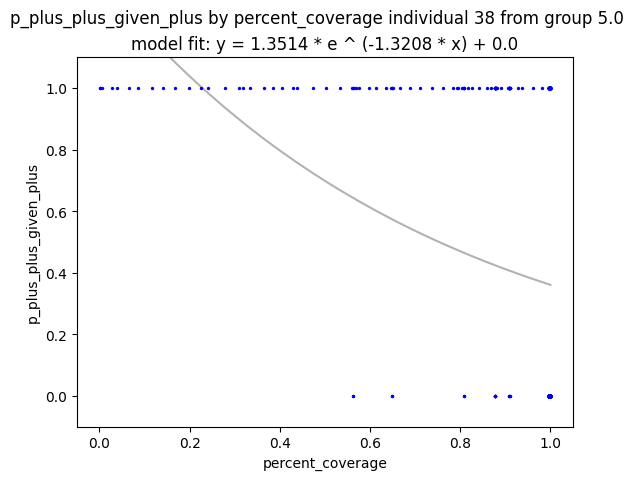 p_plus_plus_given_plus by percent_coverage individual 38 from group 5.0
model fit: y = 1.3514 * e ^ (-1.3208 * x) + 0.0
1.0
0.8
0.6
0.4
0.2
0.0
p_plus_plus_given_plus
0.0 0.2 0.4 0.6 0.8 1.0
percent_coverage